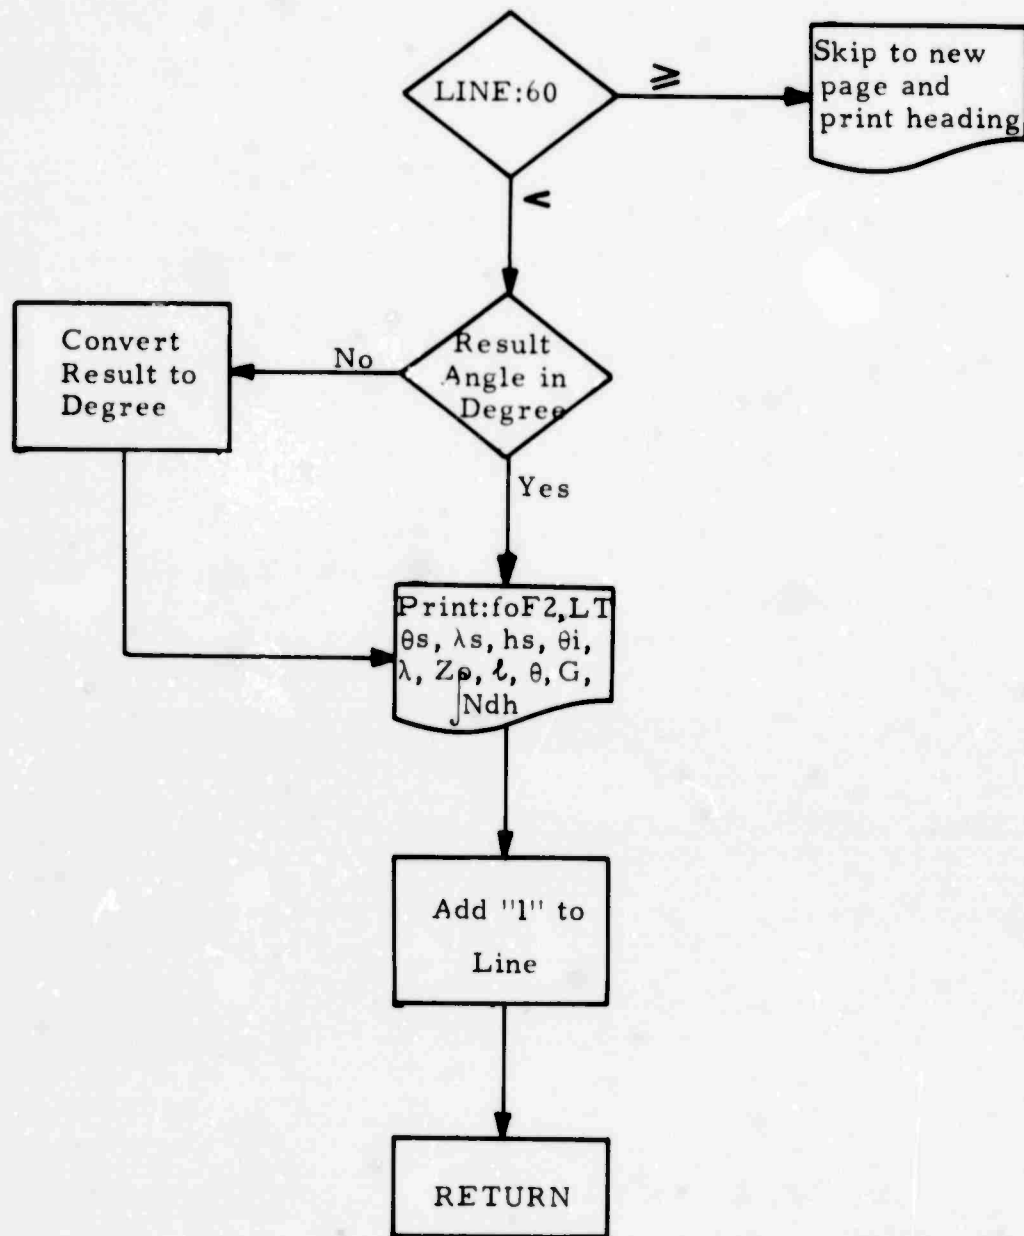 LINE:60
≥
Skip to new
page and
print heading
<
Result
Angle in
Degree
No
Convert
Result to
Degree
Yes
Print:foF2,LT
θs, λs, hs, θi,
λ, Z, ℓ, θ, G,
∫Ndh
Add "1" to
Line
RETURN